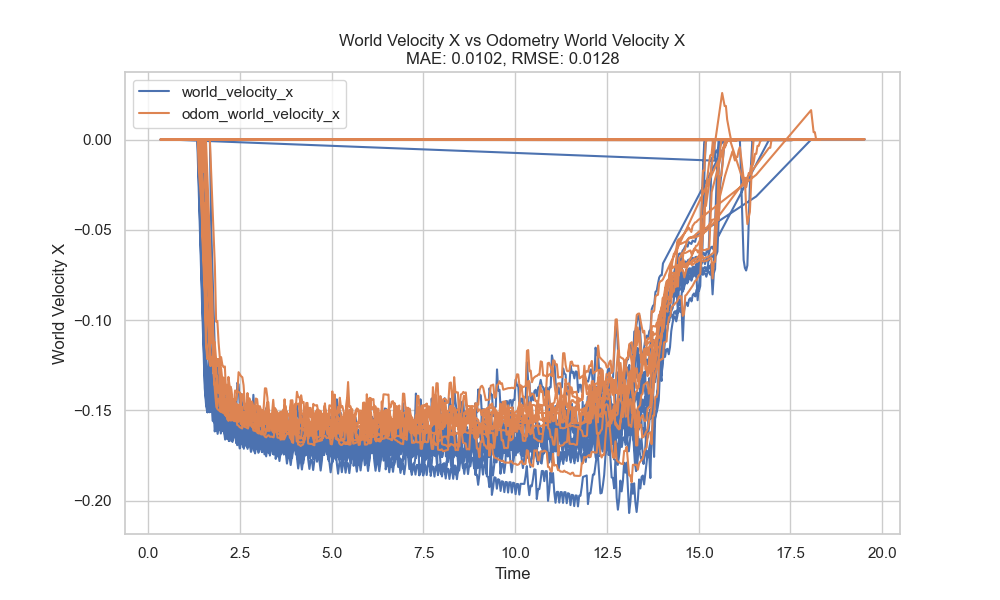 World Velocity X vs Odometry World Velocity X
MAE: 0.0102, RMSE: 0.0128
world_velocity_x
odom_world_velocity_x
0.00
−0.05
−0.10
−0.15
−0.20
World Velocity X
0.0 2.5 5.0 7.5 10.0 12.5 15.0 17.5 20.0
Time